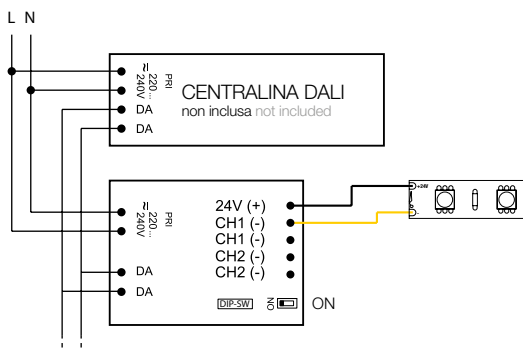 L N
≂ 220... 240V
PRI
DA
DA
CENTRALINA DALI
non inclusa not included
≂ 220... 240V
PRI
DA
DA
24V (+)
CH1 (-)
CH1 (-)
CH2 (-)
CH2 (-)
DIP-SW
ON
ON
+24V
-